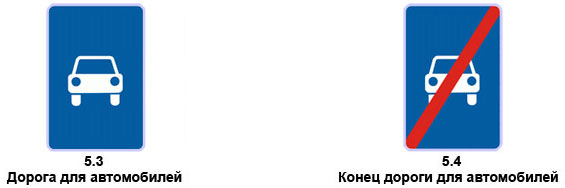 5.3
Дорога для автомобилей
5.4
Конец дороги для автомобилей